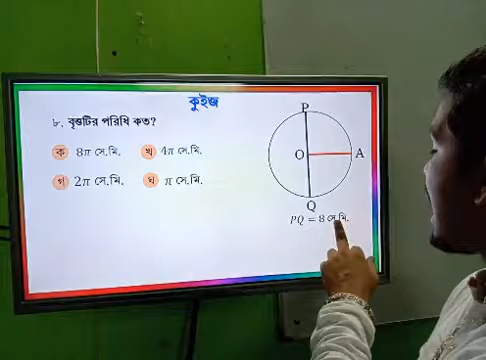 কুইজ
৮. বৃত্তটির পরিধি কত?
ক 8π সে.মি. খ 4π সে.মি.
গ 2π সে.মি. ঘ π সে.মি.
P
O A
Q
PQ = 8 সে.মি.